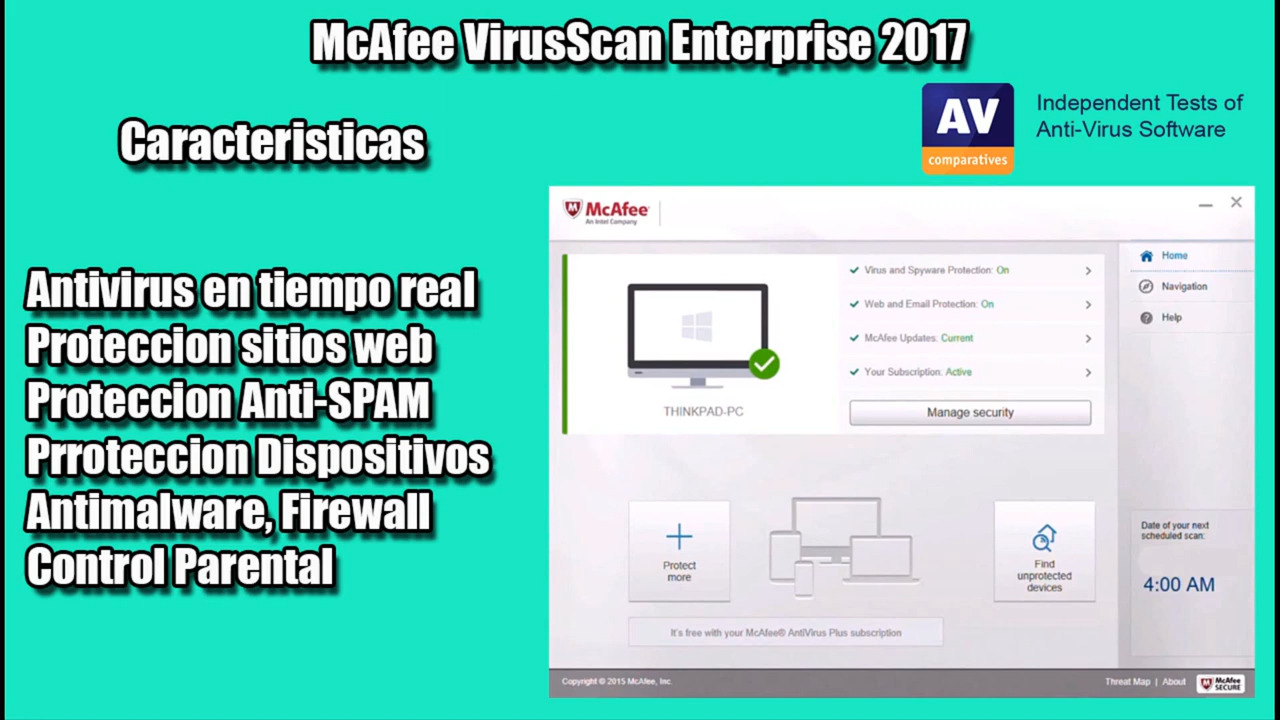 McAfee VirusScan Enterprise 2017
Caracteristicas
AV
comparatives
Independent Tests of
Anti-Virus Software
Antivirus en tiempo real
Proteccion sitios web
Proteccion Anti-SPAM
Prroteccion Dispositivos
Antimalware, Firewall
Control Parental
McAfee
An Intel Company
Virus and Spyware Protection: On
Web and Email Protection: On
McAfee Updates: Current
Your Subscription: Active
Manage security
THINKPAD-PC
Home
Navigation
Help
Protect
more
Find
unprotected
devices
It's free with your McAfee® AntiVirus Plus subscription
Date of your next
scheduled scan:
4:00 AM
Copyright © 2015 McAfee, Inc.
Threat Map | About
McAfee
SECURE